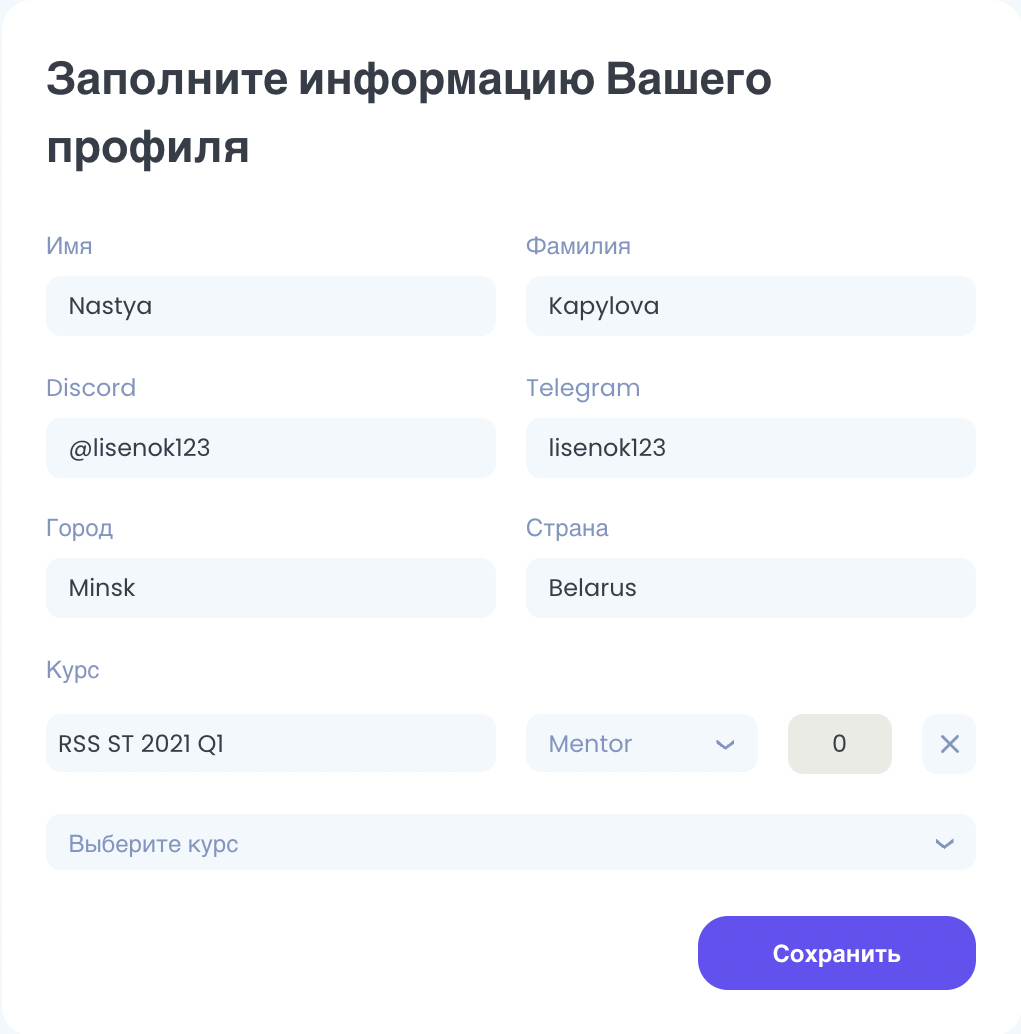 Заполните информацию Вашего
профиля
Имя
Фамилия
Nastya
Kapylova
Discord
Telegram
@lisenok123
lisenok123
Город
Страна
Minsk
Belarus
Курс
RSS ST 2021 Q1
Mentor
0
Выберите курс
Сохранить